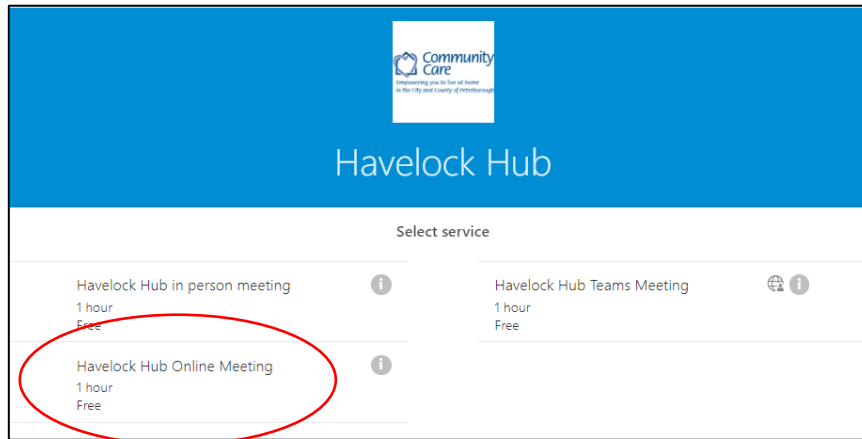 Community
Care
Empowering you to live at home
in the City and County of Peterborough
Havelock Hub
Select service
Havelock Hub in person meeting
1 hour
Free
Havelock Hub Teams Meeting
1 hour
Free
Havelock Hub Online Meeting
1 hour
Free